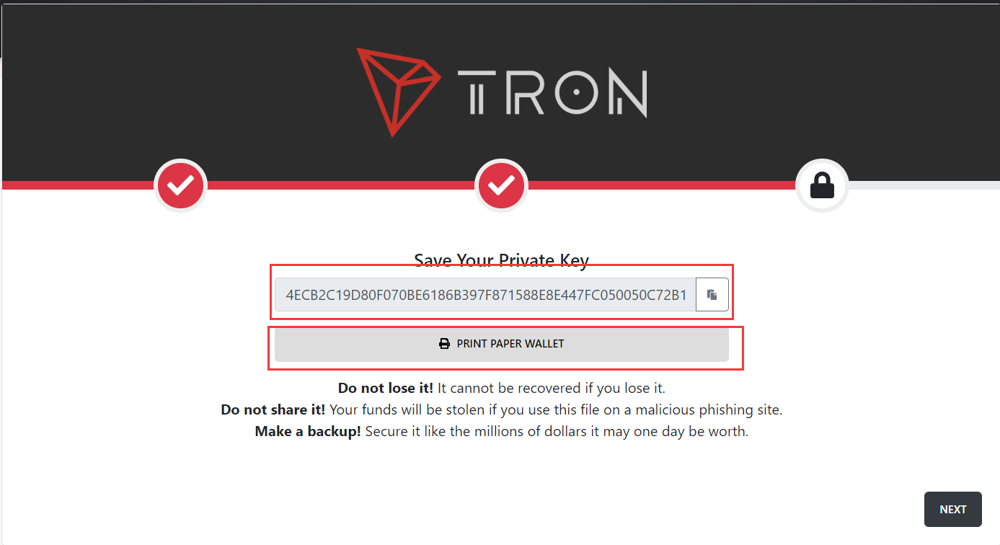 TRON
Save Your Private Key
4ECB2C19D80F070BE6186B397F871588E8E447FC050050C72B1
PRINT PAPER WALLET
Do not lose it! It cannot be recovered if you lose it.
Do not share it! Your funds will be stolen if you use this file on a malicious phishing site.
Make a backup! Secure it like the millions of dollars it may one day be worth.
NEXT